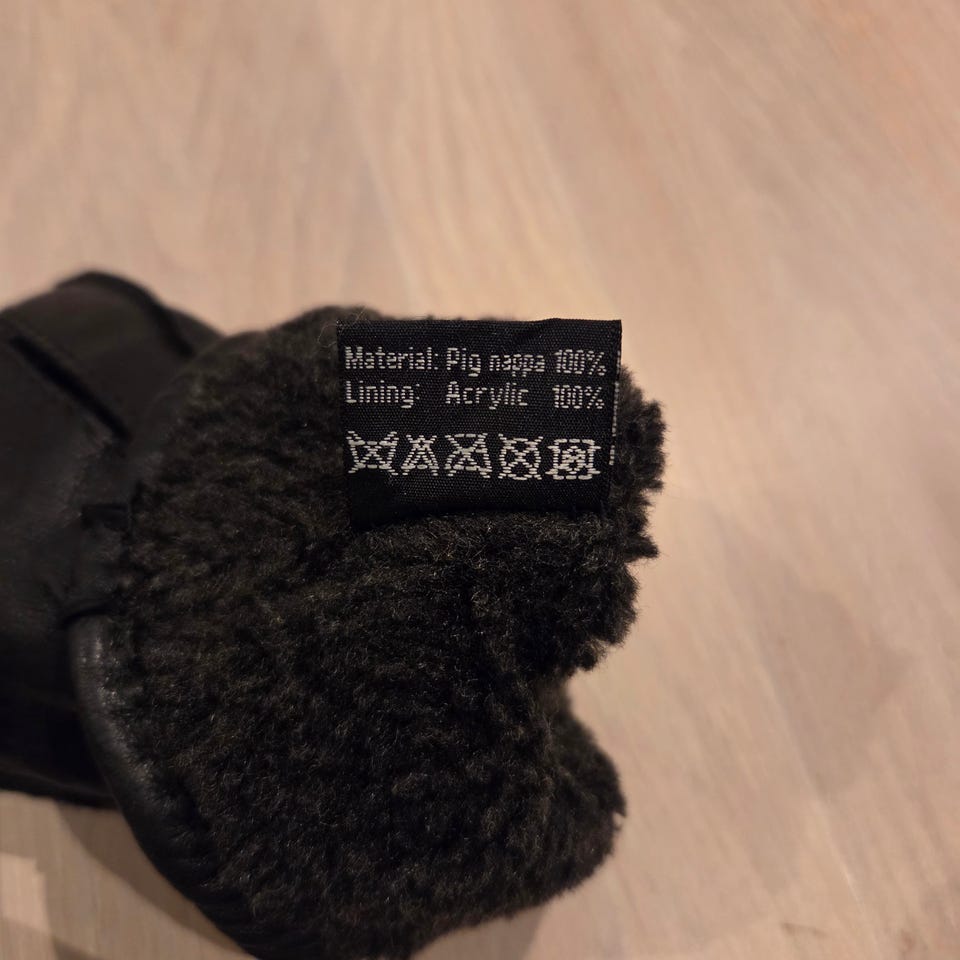 Material: Pig nappa 100%
Lining: Acrylic 100%